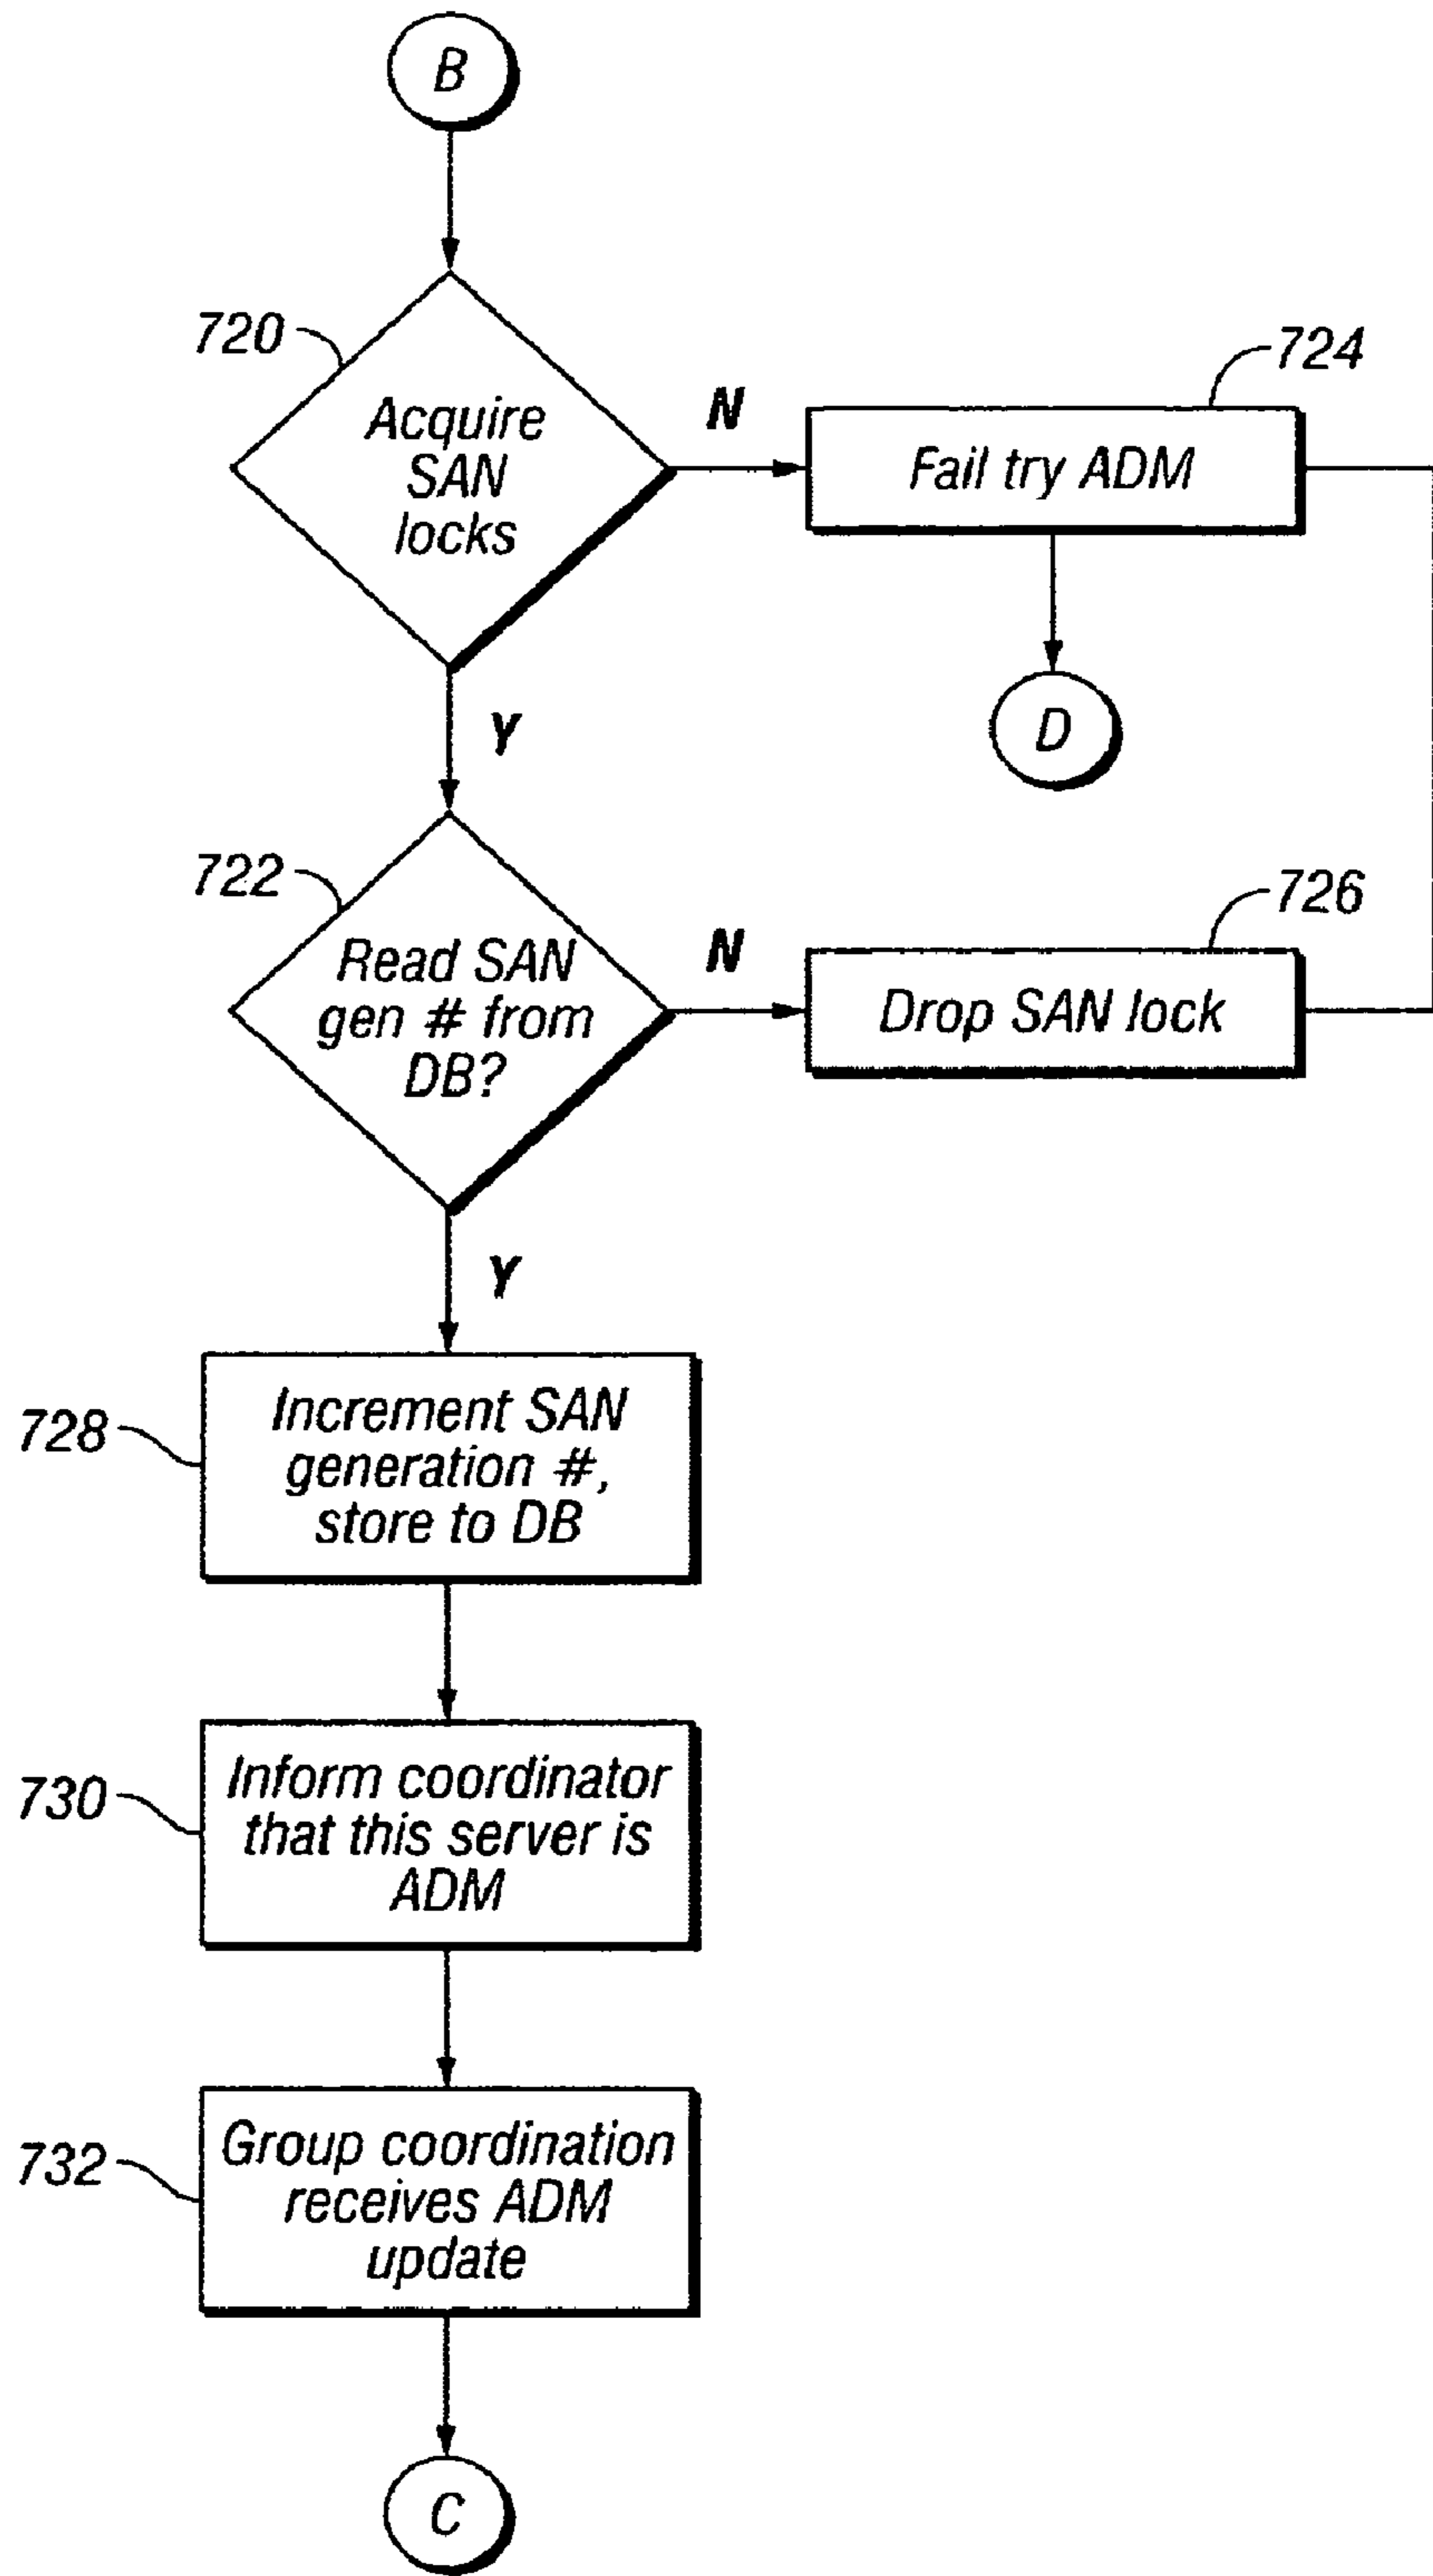 B
720
Acquire
SAN
locks
N
724
Fail try ADM
D
Y
722
Read SAN
gen # from
DB?
N
726
Drop SAN lock
Y
728
Increment SAN
generation #,
store to DB
730
Inform coordinator
that this server is
ADM
732
Group coordination
receives ADM
update
C